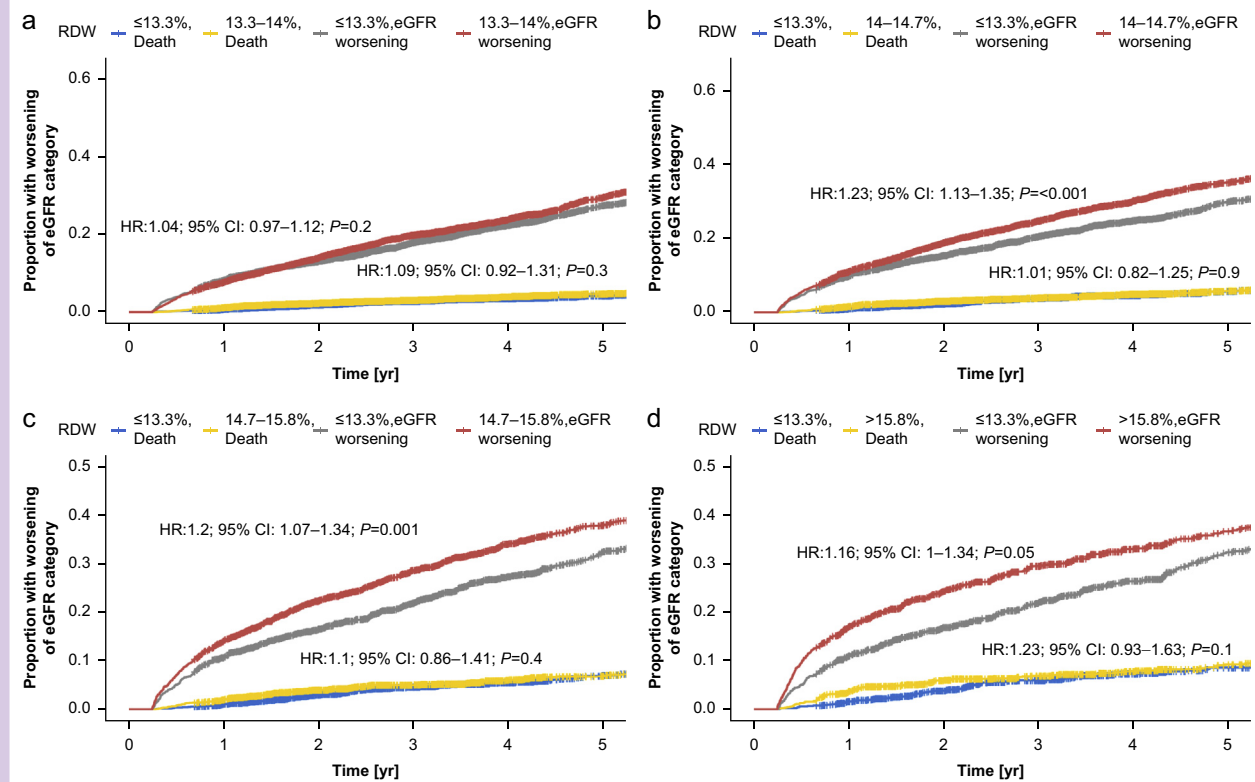 a
RDW
≤13.3%,
Death
13.3–14%,
Death
≤13.3%,eGFR
worsening
13.3–14%,eGFR
worsening
Proportion with worsening
of eGFR category
0.6
0.4
0.2
0.0
HR:1.04; 95% CI: 0.97–1.12; P=0.2
HR:1.09; 95% CI: 0.92–1.31; P=0.3
0 1 2 3 4 5
Time [yr]
b
RDW
≤13.3%,
Death
14–14.7%,
Death
≤13.3%,eGFR
worsening
14–14.7%,eGFR
worsening
Proportion with worsening
of eGFR category
0.6
0.4
0.2
0.0
HR:1.23; 95% CI: 1.13–1.35; P=<0.001
HR:1.01; 95% CI: 0.82–1.25; P=0.9
0 1 2 3 4 5
Time [yr]
c
RDW
≤13.3%,
Death
14.7–15.8%,
Death
≤13.3%,eGFR
worsening
14.7–15.8%,eGFR
worsening
Proportion with worsening
of eGFR category
0.5
0.4
0.3
0.2
0.1
0.0
HR:1.2; 95% CI: 1.07–1.34; P=0.001
HR:1.1; 95% CI: 0.86–1.41; P=0.4
0 1 2 3 4 5
Time [yr]
d
RDW
≤13.3%,
Death
>15.8%,
Death
≤13.3%,eGFR
worsening
>15.8%,eGFR
worsening
Proportion with worsening
of eGFR category
0.5
0.4
0.3
0.2
0.1
0.0
HR:1.16; 95% CI: 1–1.34; P=0.05
HR:1.23; 95% CI: 0.93–1.63; P=0.1
0 1 2 3 4 5
Time [yr]